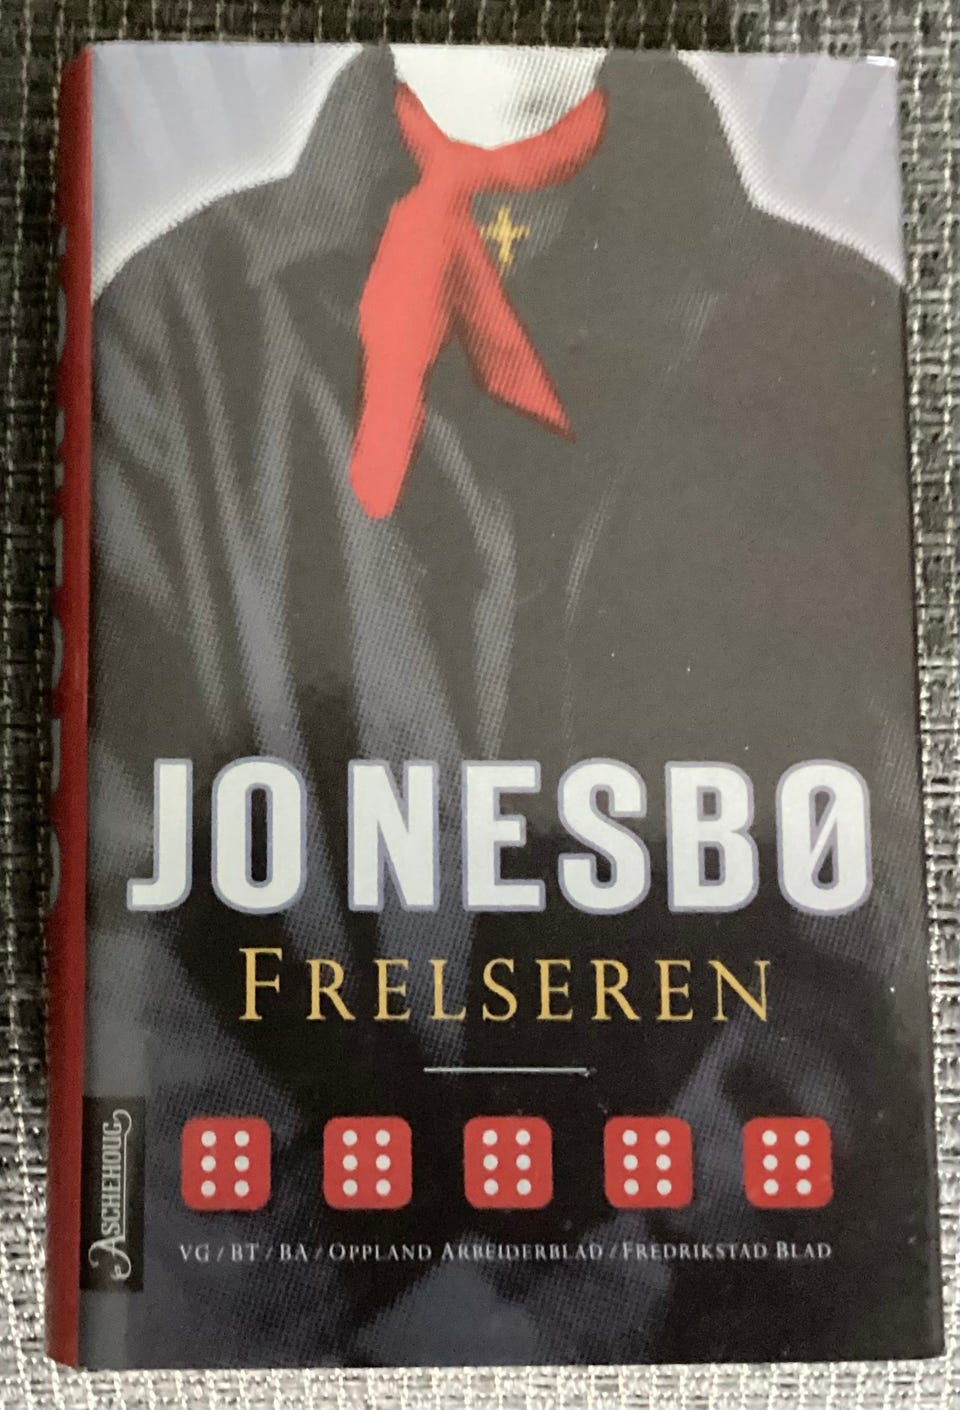 JO NESBØ
FRELSEREN
VG / BT / BA / OPPLAND ARBEIDERBLAD / FREDRIKSTAD BLAD
ASCHEHOUG